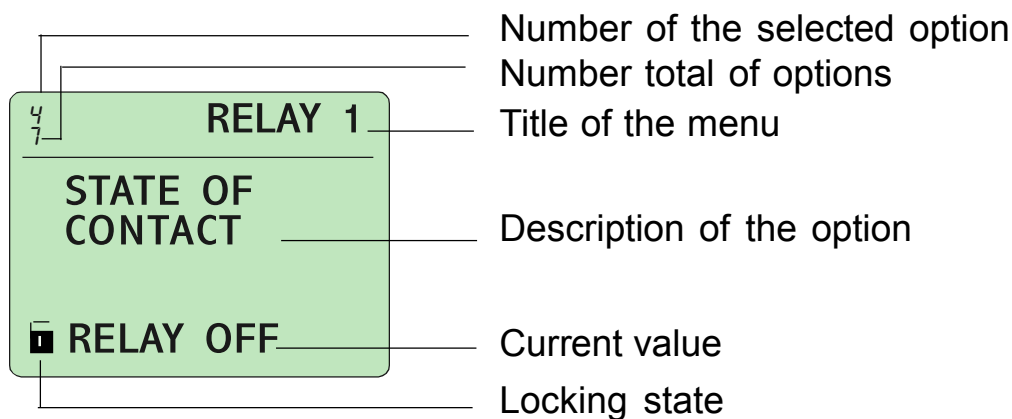 Number of the selected option
Number total of options
4
7
RELAY 1
Title of the menu
STATE OF
CONTACT
Description of the option
RELAY OFF
Current value
Locking state